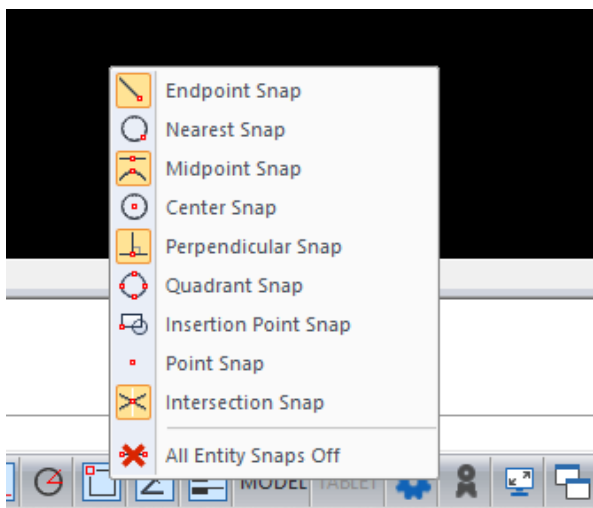 Endpoint Snap
Nearest Snap
Midpoint Snap
Center Snap
Perpendicular Snap
Quadrant Snap
Insertion Point Snap
Point Snap
Intersection Snap
All Entity Snaps Off
MODEL TABLET